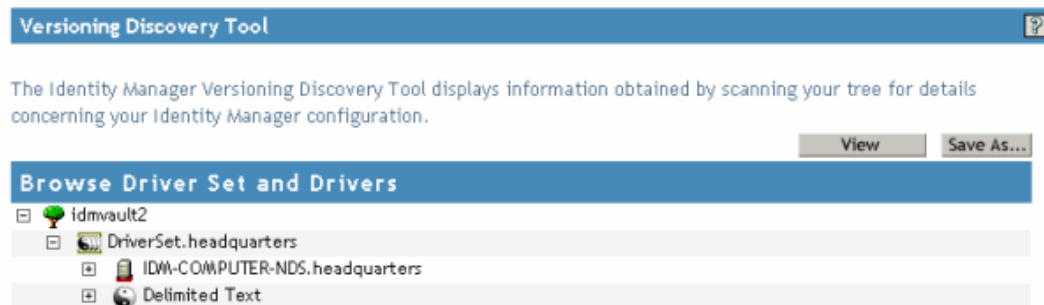 Versioning Discovery Tool
?
The Identity Manager Versioning Discovery Tool displays information obtained by scanning your tree for details
concerning your Identity Manager configuration.
View Save As...
Browse Driver Set and Drivers
idmvault2
DriverSet.headquarters
IDM-COMPUTER-NDS.headquarters
Delimited Text